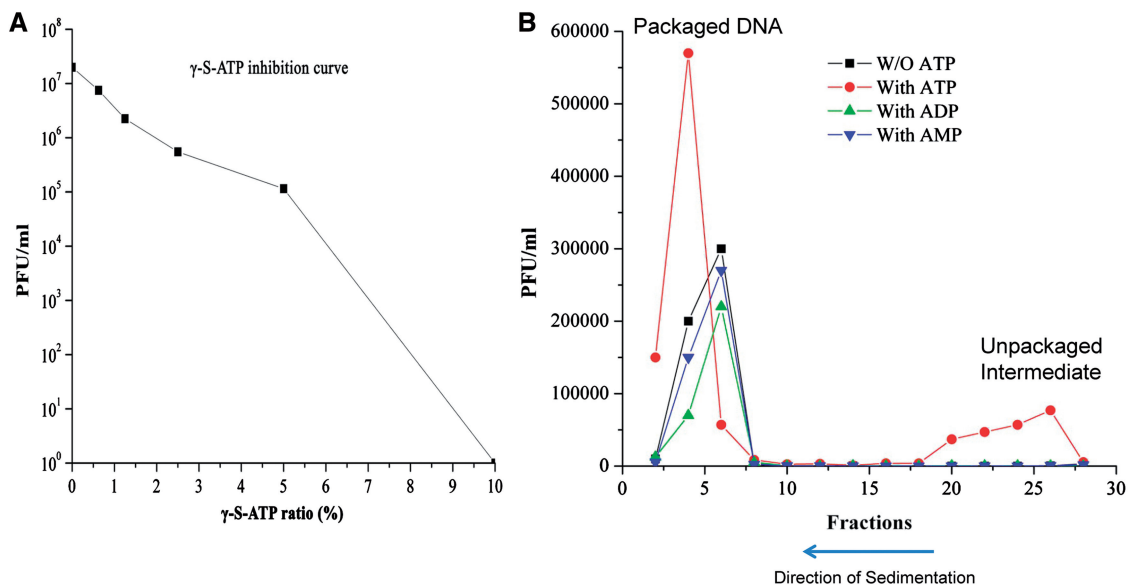 A
γ-S-ATP inhibition curve
PFU/ml
10^8
10^7
10^6
10^5
10^4
10^3
10^2
10^1
10^0
0 1 2 3 4 5 6 7 8 9 10
γ-S-ATP ratio (%)
B
Packaged DNA
W/O ATP
With ATP
With ADP
With AMP
Unpackaged
Intermediate
PFU/ml
600000
500000
400000
300000
200000
100000
0
0 5 10 15 20 25 30
Fractions
Direction of Sedimentation